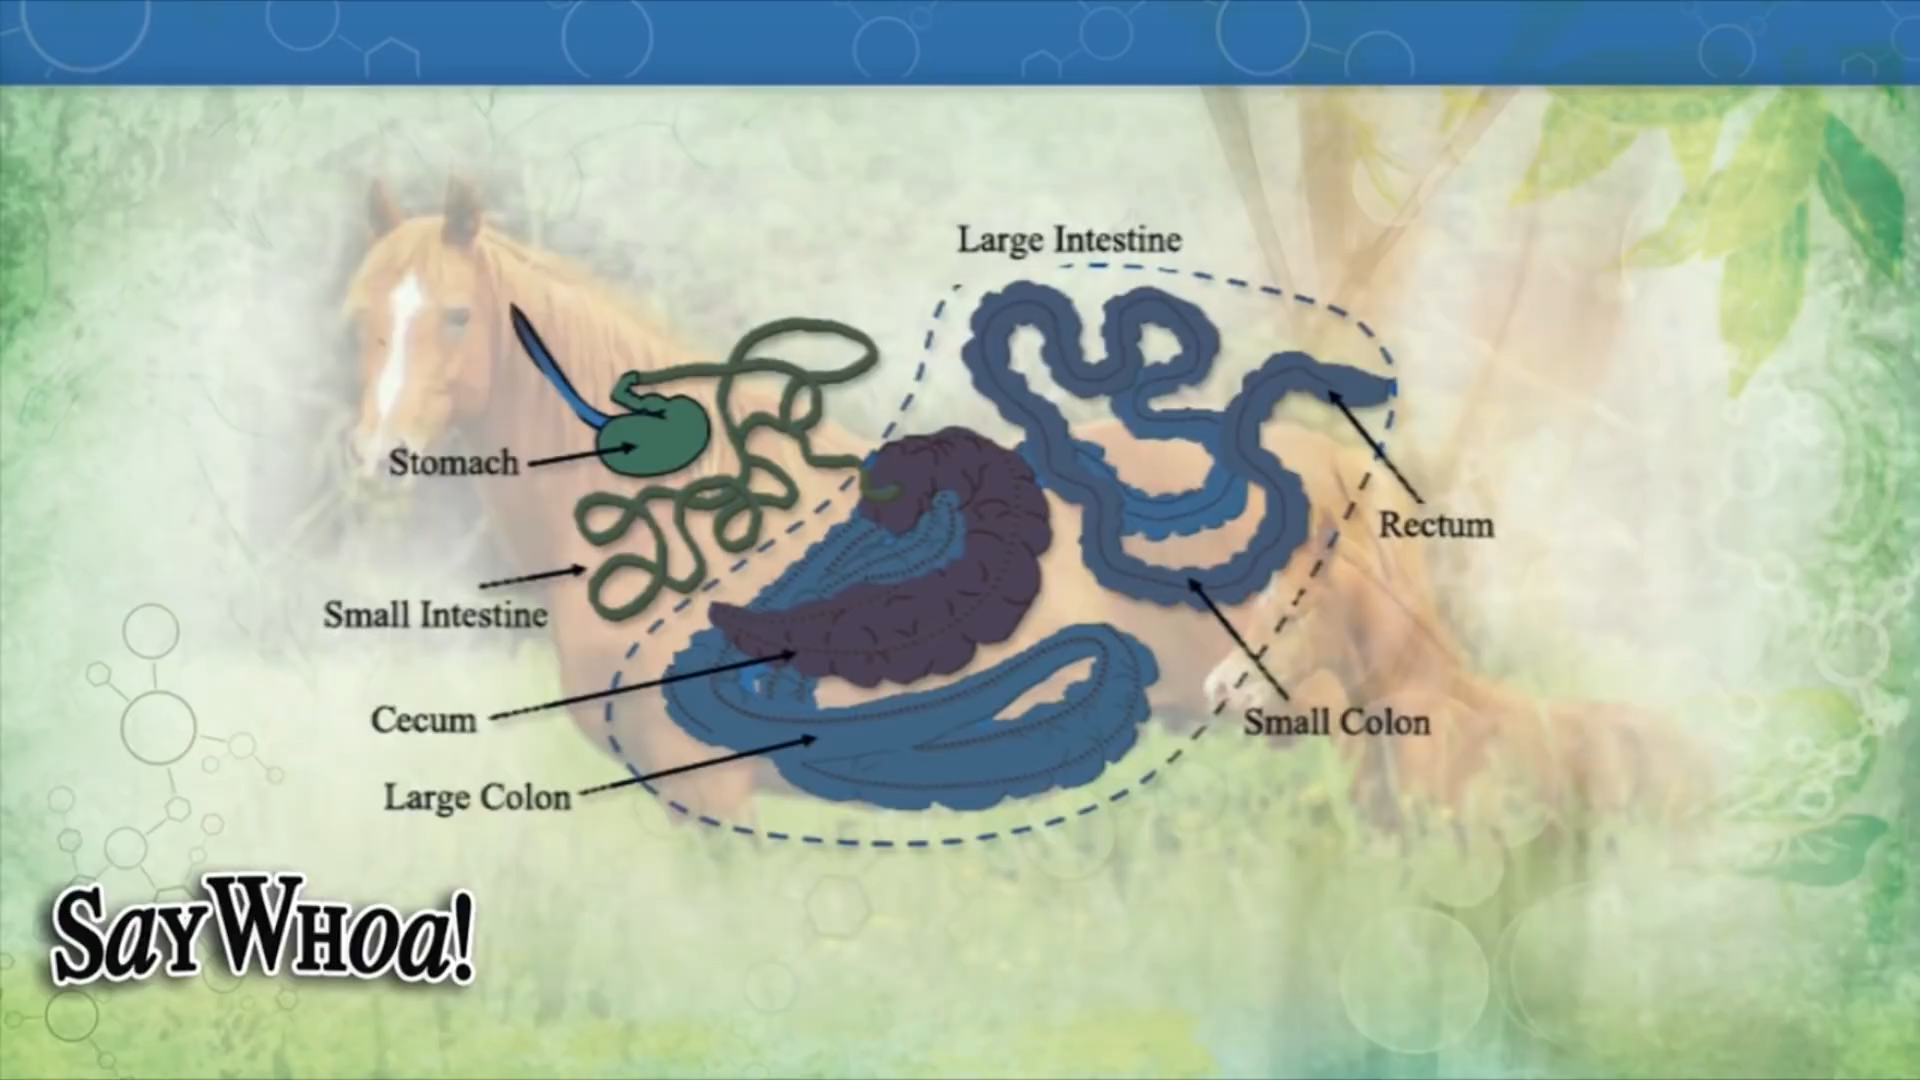 Large Intestine
Stomach
Rectum
Small Intestine
Cecum
Small Colon
Large Colon
SayWhoa!